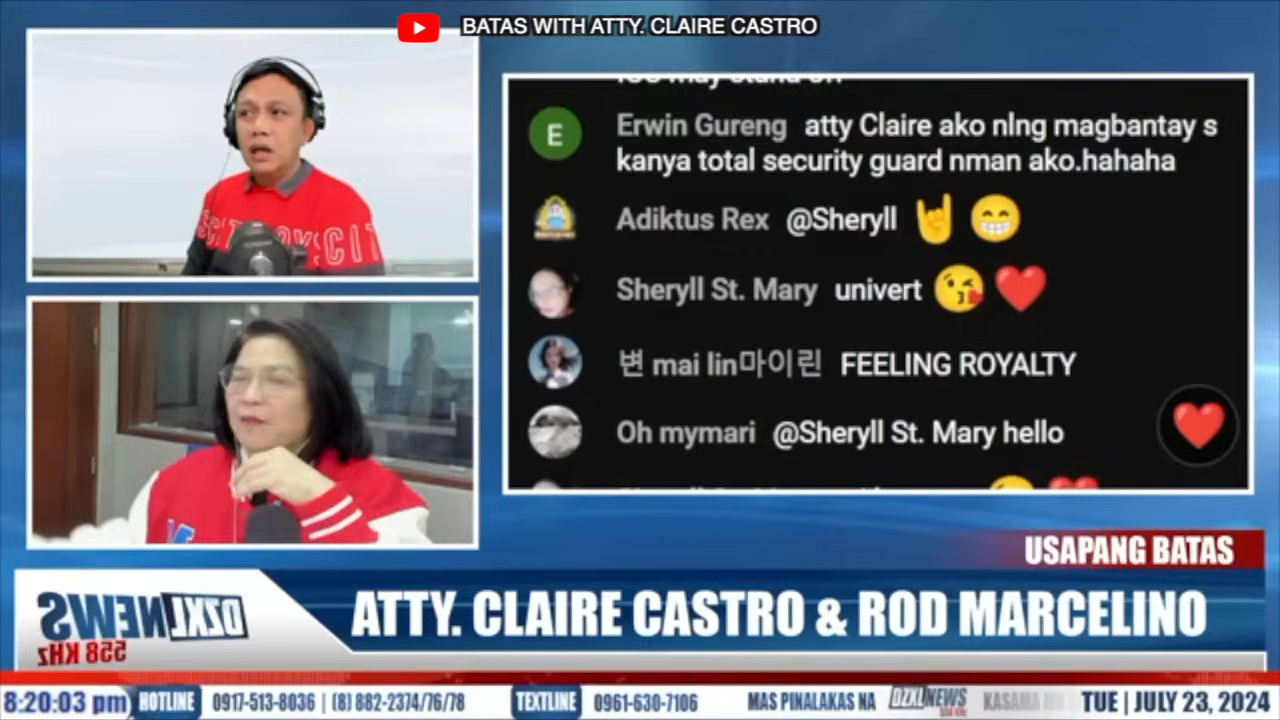 BATAS WITH ATTY. CLAIRE CASTRO
Erwin Gureng atty Claire ako nlng magbantay s
kanya total security guard nman ako.hahaha
Adiktus Rex @Sheryll 🤘 😁
Sheryll St. Mary univert 😘 ❤️
변 mai lin마이린 FEELING ROYALTY
Oh mymari @Sheryll St. Mary hello
E
USAPANG BATAS
ATTY. CLAIRE CASTRO & ROD MARCELINO
DZXL NEWS
558 KHz
8:20:03 pm HOTLINE 0917-513-8036 | (8) 882-2374/76/78 TEXTLINE 0961-630-7106 MAS PINALAKAS NA DZXL NEWS KASAMA TUE | JULY 23, 2024